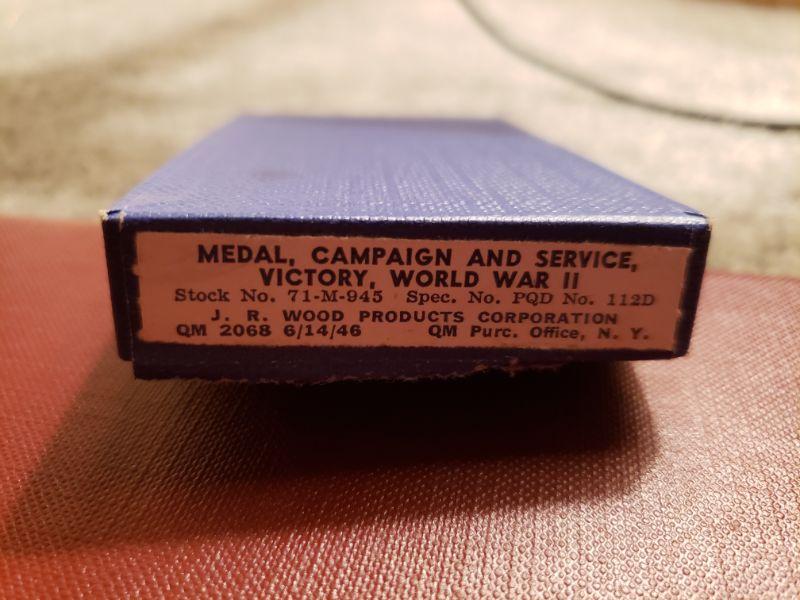 MEDAL, CAMPAIGN AND SERVICE,
VICTORY, WORLD WAR II
Stock No. 71-M-945 Spec. No. PQD No. 112D
J. R. WOOD PRODUCTS CORPORATION
QM 2068 6/14/46 QM Purc. Office, N. Y.